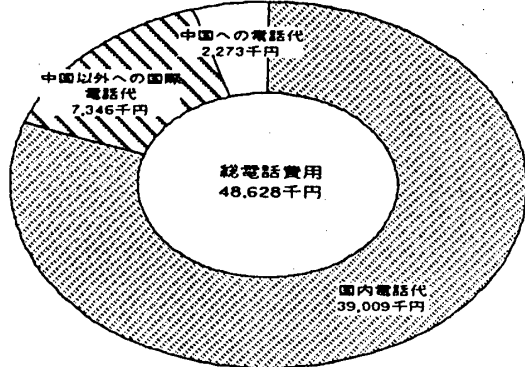 中国への電話代
2,273千円
中国以外への国際
電話代
7,346千円
総電話費用
48,628千円
国内電話代
39,009千円